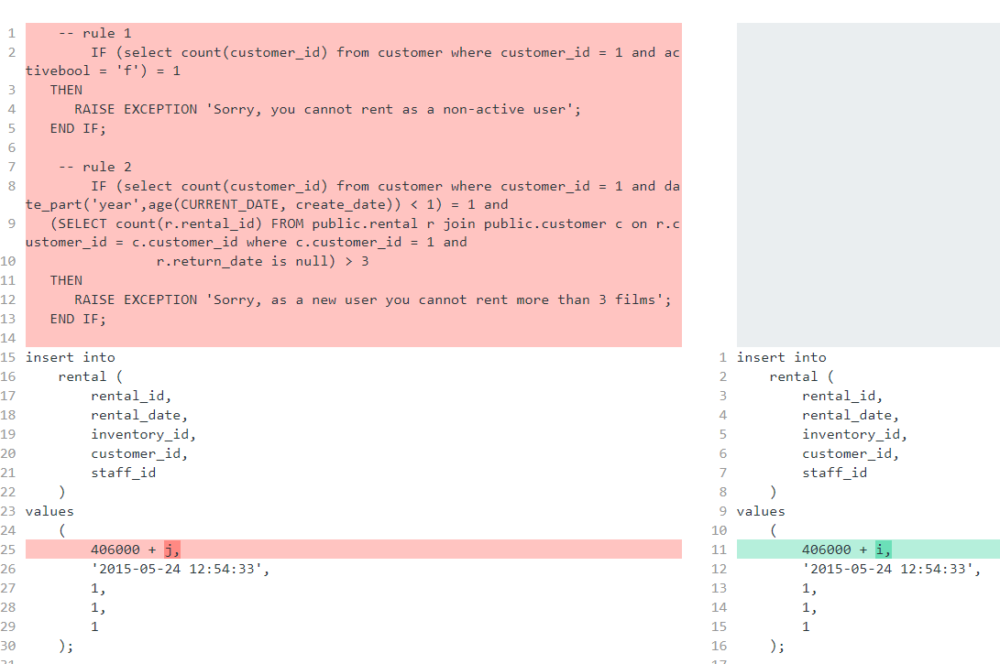 1 -- rule 1
2 IF (select count(customer_id) from customer where customer_id = 1 and ac
tivebool = 'f') = 1
3 THEN
4 RAISE EXCEPTION 'Sorry, you cannot rent as a non-active user';
5 END IF;
6
7 -- rule 2
8 IF (select count(customer_id) from customer where customer_id = 1 and da
te_part('year',age(CURRENT_DATE, create_date)) < 1) = 1 and
9 (SELECT count(r.rental_id) FROM public.rental r join public.customer c on r.c
ustomer_id = c.customer_id where c.customer_id = 1 and
10 r.return_date is null) > 3
11 THEN
12 RAISE EXCEPTION 'Sorry, as a new user you cannot rent more than 3 films';
13 END IF;
14
15 insert into
16 rental (
17 rental_id,
18 rental_date,
19 inventory_id,
20 customer_id,
21 staff_id
22 )
23 values
24 (
25 406000 + j,
26 '2015-05-24 12:54:33',
27 1,
28 1,
29 1
30 );
1 insert into
2 rental (
3 rental_id,
4 rental_date,
5 inventory_id,
6 customer_id,
7 staff_id
8 )
9 values
10 (
11 406000 + i,
12 '2015-05-24 12:54:33',
13 1,
14 1,
15 1
16 );